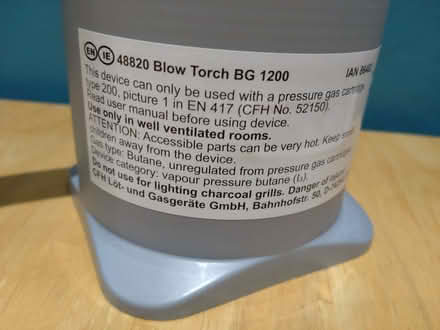 EN IE 48820 Blow Torch BG 1200 IAN
This device can only be used with a pressure gas cartridge
type 200, picture 1 in EN 417 (CFH No. 52150).
Read user manual before using device.
Use only in well ventilated rooms.
ATTENTION: Accessible parts can be very hot. Keep small
children away from the device.
Gas type: Butane, unregulated from pressure gas cartridge
Device category: vapour pressure butane (I₃).
Do not use for lighting charcoal grills. Danger of
CFH Löt- und Gasgeräte GmbH, Bahnhofstr. 50,